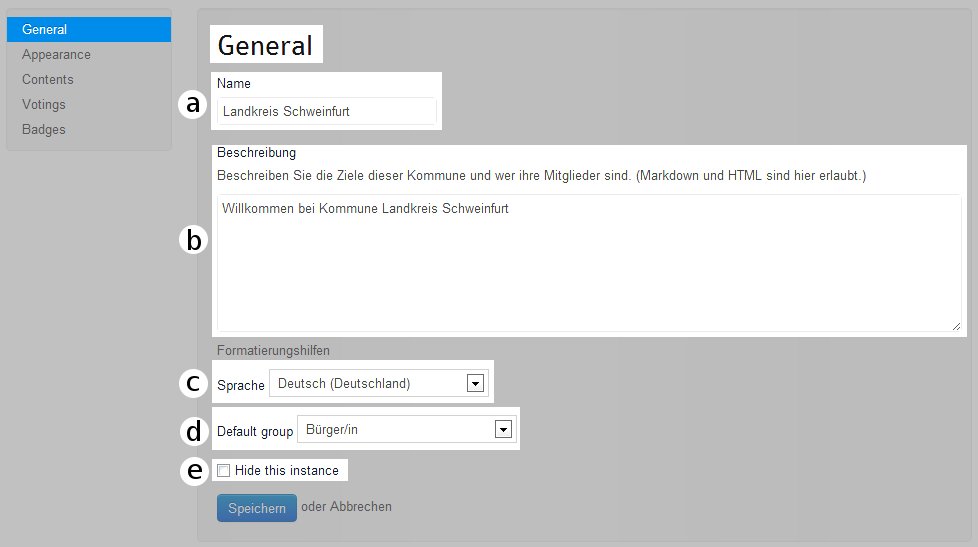 General
Appearance
Contents
Votings
Badges
General
Name
a
Landkreis Schweinfurt
Beschreibung
Beschreiben Sie die Ziele dieser Kommune und wer ihre Mitglieder sind. (Markdown und HTML sind hier erlaubt.)
Willkommen bei Kommune Landkreis Schweinfurt
b
Formatierungshilfen
c Sprache Deutsch (Deutschland)
d Default group Bürger/in
e Hide this instance
Speichern oder Abbrechen